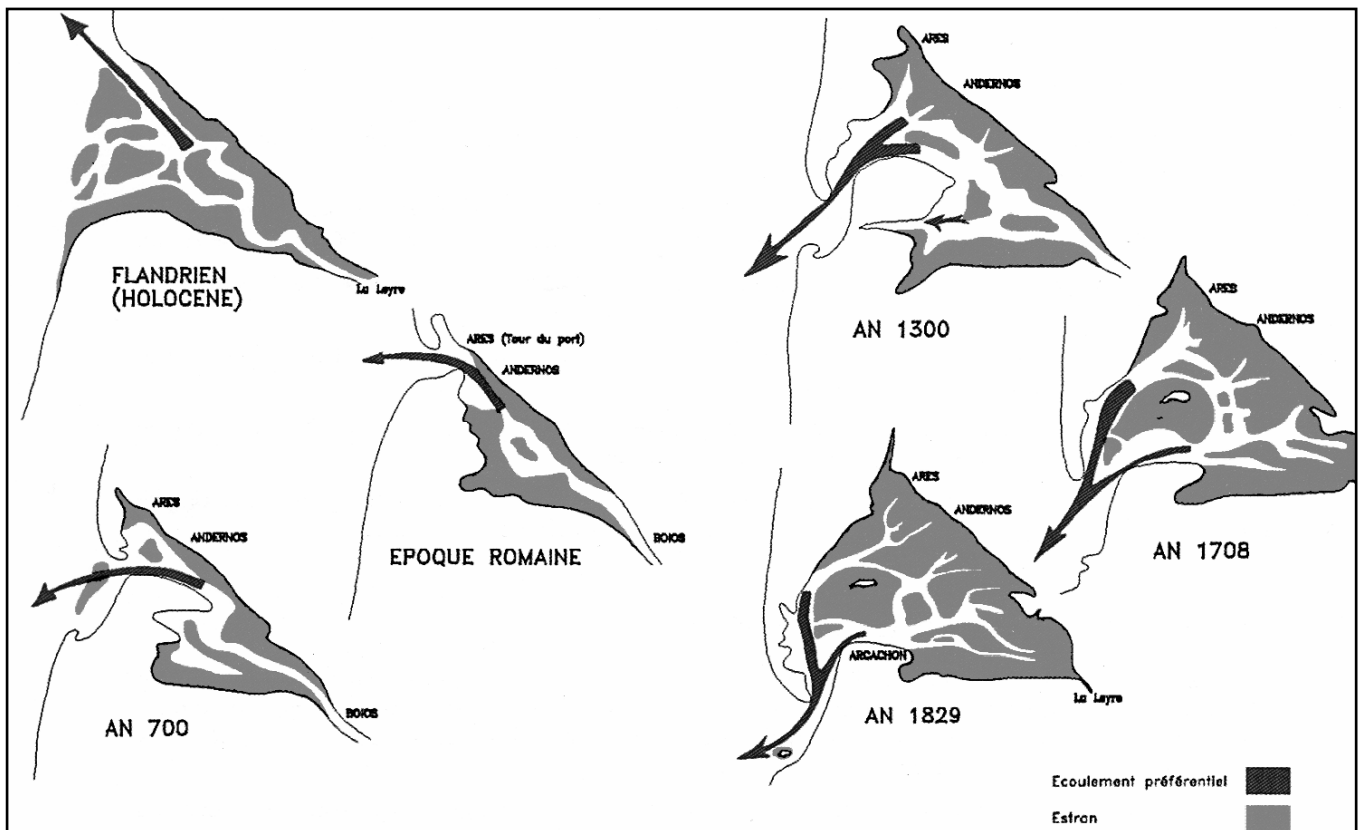 FLANDRIEN
(HOLOCENE)
La Leyre
ARES (Tour du port)
ANDERNOS
BOIOS
EPOQUE ROMAINE
ARES
ANDERNOS
BOIOS
AN 700
ARES
ANDERNOS
AN 1300
ARES
ANDERNOS
AN 1708
ARES
ANDERNOS
ARCACHON
La Leyre
AN 1829
Ecoulement préférentiel
Estran